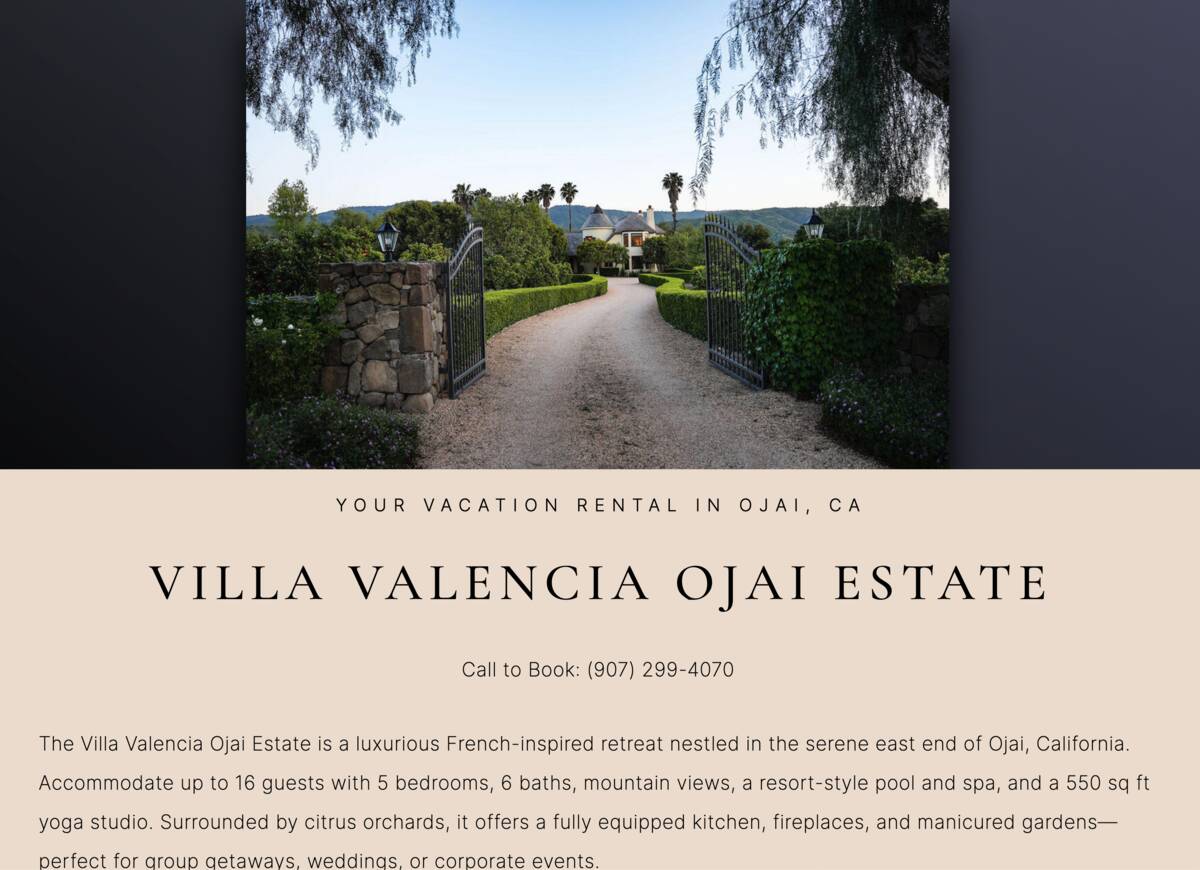 YOUR VACATION RENTAL IN OJAI, CA
VILLA VALENCIA OJAI ESTATE
Call to Book: (907) 299-4070
The Villa Valencia Ojai Estate is a luxurious French-inspired retreat nestled in the serene east end of Ojai, California.
Accommodate up to 16 guests with 5 bedrooms, 6 baths, mountain views, a resort-style pool and spa, and a 550 sq ft
yoga studio. Surrounded by citrus orchards, it offers a fully equipped kitchen, fireplaces, and manicured gardens—
perfect for group getaways, weddings, or corporate events.